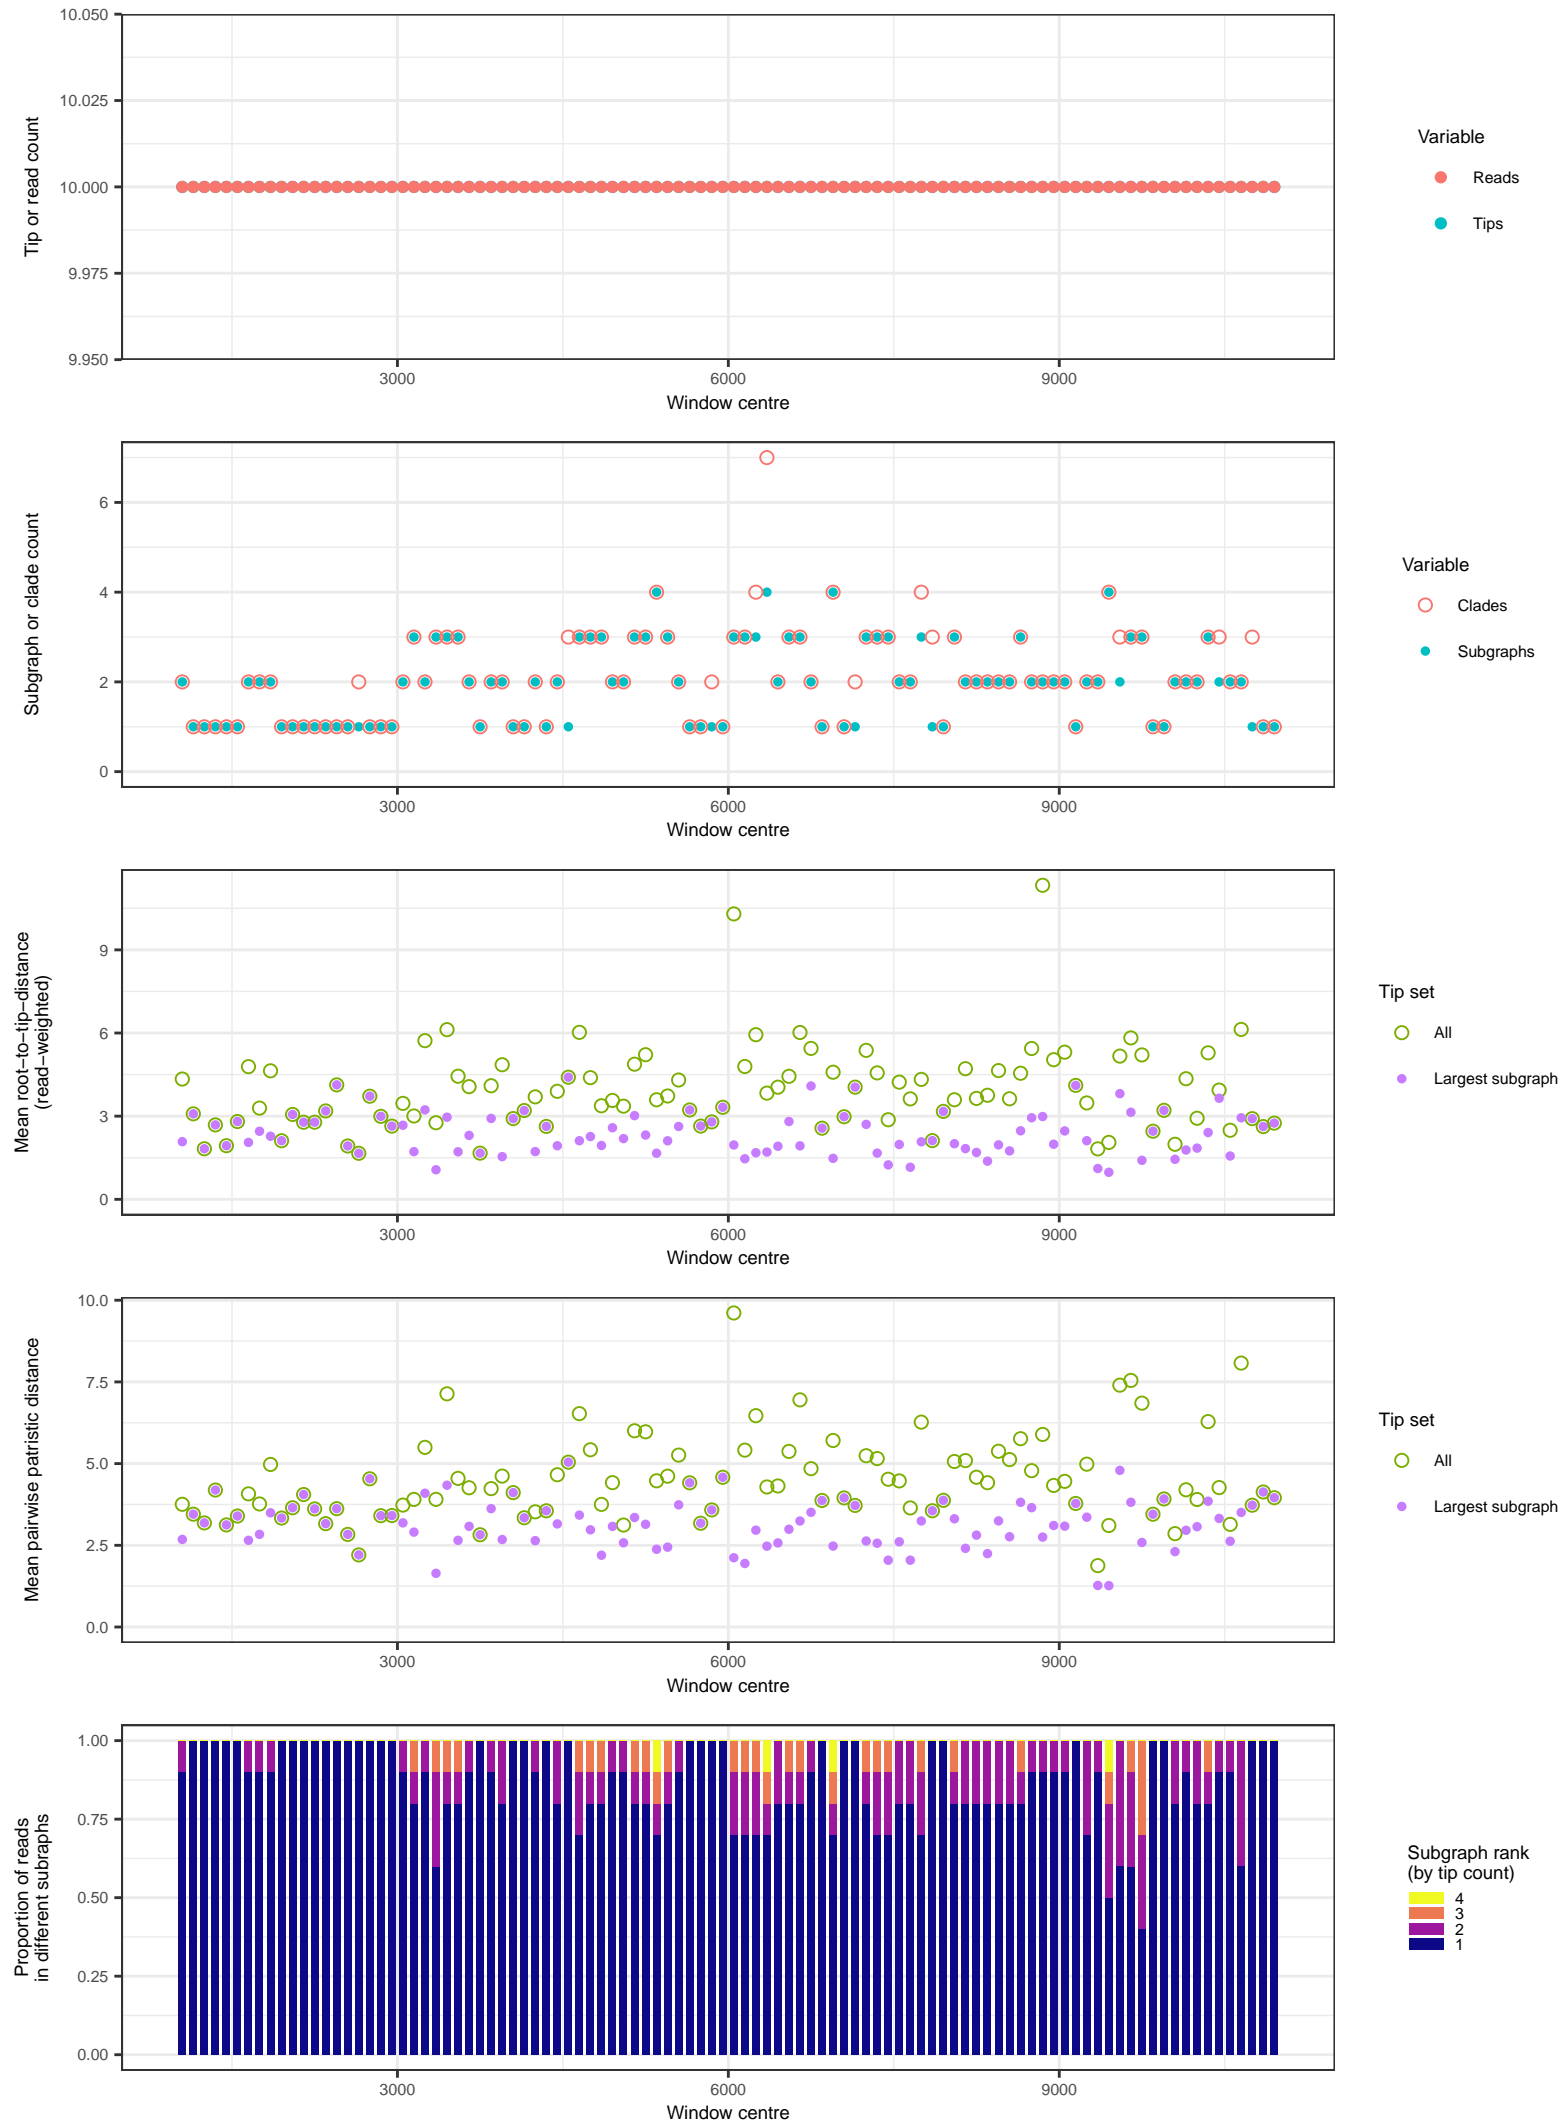 10.050
10.025
10.000
9.975
9.950
Tip or read count
3000 6000 9000
Window centre
Variable
Reads
Tips
6
4
2
0
Subgraph or clade count
3000 6000 9000
Window centre
Variable
Clades
Subgraphs
9
6
3
0
Mean root−to−tip−distance
(read−weighted)
3000 6000 9000
Window centre
Tip set
All
Largest subgraph
10.0
7.5
5.0
2.5
0.0
Mean pairwise patristic distance
3000 6000 9000
Window centre
Tip set
All
Largest subgraph
1.00
0.75
0.50
0.25
0.00
Proportion of reads
in different subraphs
3000 6000 9000
Window centre
Subgraph rank
(by tip count)
4
3
2
1